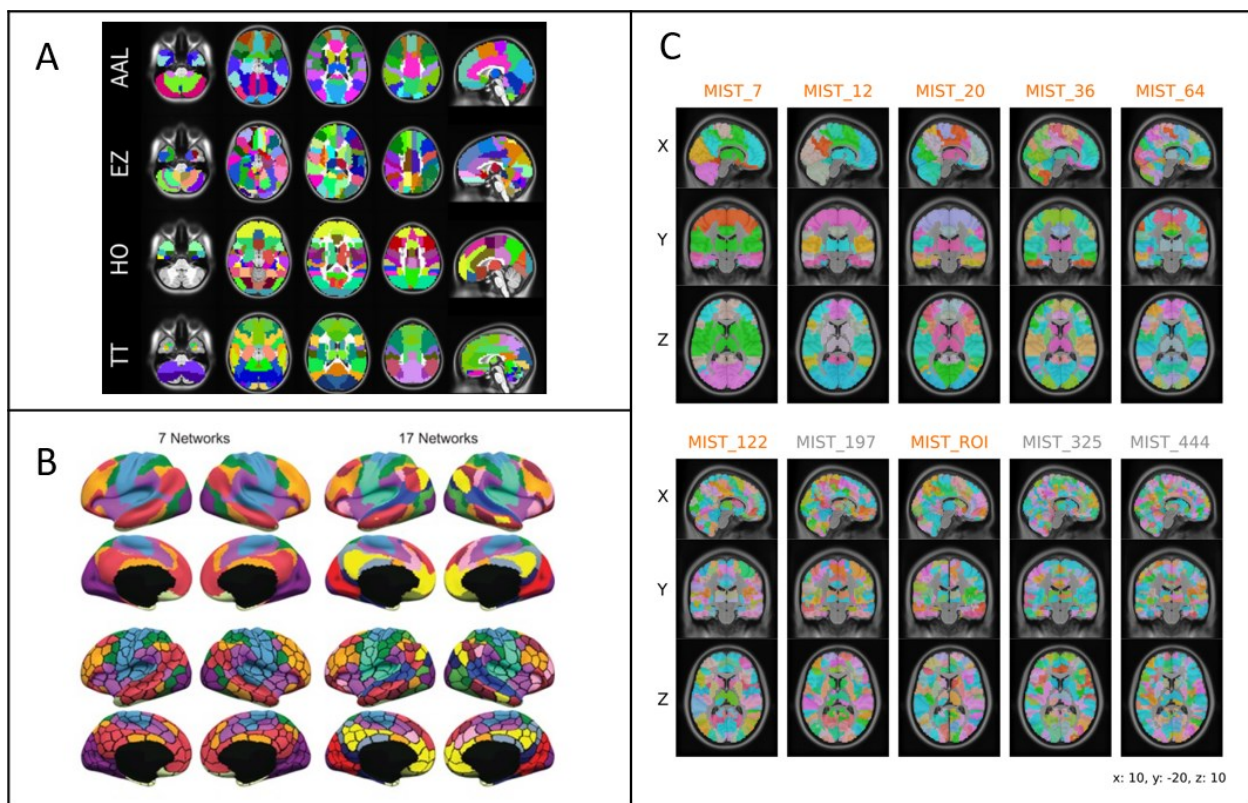 A
AAL
EZ
HO
TT
B
7 Networks
17 Networks
C
MIST_7 MIST_12 MIST_20 MIST_36 MIST_64
X
Y
Z
MIST_122 MIST_197 MIST_ROI MIST_325 MIST_444
X
Y
Z
x: 10, y: -20, z: 10